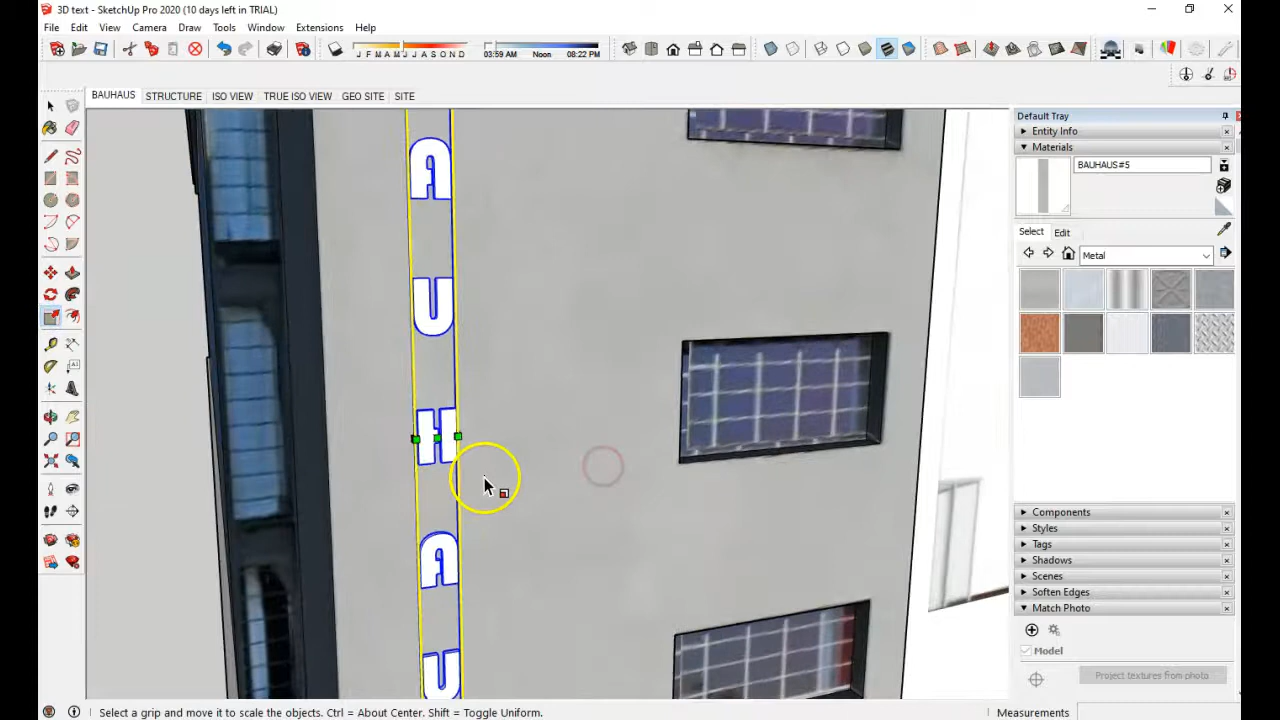 3D text - SketchUp Pro 2020 (10 days left in TRIAL)
File Edit View Camera Draw Tools Window Extensions Help
J F M A M J J A S O N D 03:59 AM Noon 08:22 PM
BAUHAUS STRUCTURE ISO VIEW TRUE ISO VIEW GEO SITE SITE
A
U
H
A
U
Default Tray
Entity Info
Materials
BAUHAUS#5
Select Edit
Metal
Components
Styles
Tags
Shadows
Scenes
Soften Edges
Match Photo
Model
Project textures from photo
Select a grip and move it to scale the objects. Ctrl = About Center. Shift = Toggle Uniform.
Measurements